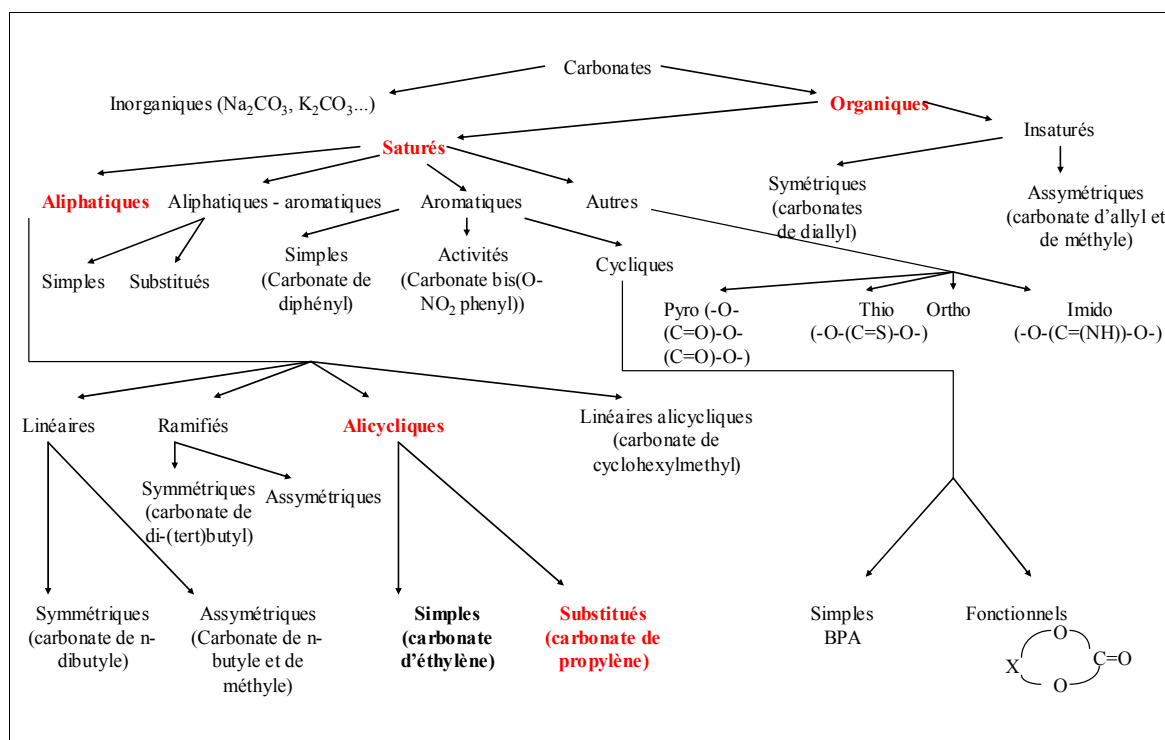 Carbonates
Inorganiques (Na₂CO₃, K₂CO₃...)
Organiques
Insaturés
Saturés
Symétriques
(carbonates
de diallyl)
Assymétriques
(carbonate d'allyl et
de méthyle)
Aliphatiques
Aliphatiques - aromatiques
Aromatiques
Autres
Simples
Substitués
Simples
(Carbonate de
diphényl)
Activités
(Carbonate bis(O-
NO₂ phenyl))
Cycliques
Pyro (-O-
(C=O)-O-
(C=O)-O-)
Thio
(-O-(C=S)-O-)
Ortho
Imido
(-O-(C=(NH))-O-)
Linéaires
Ramifiés
Alicycliques
Linéaires alicycliques
(carbonate de
cyclohexylmethyl)
Symmétriques
(carbonate de
di-(tert)butyl)
Assymétriques
Symmétriques
(carbonate de n-
dibutyle)
Assymétriques
(Carbonate de n-
butyle et de
méthyle)
Simples
(carbonate
d'éthylène)
Substitués
(carbonate de
propylène)
Simples
BPA
Fonctionnels
O
X
C=O
O